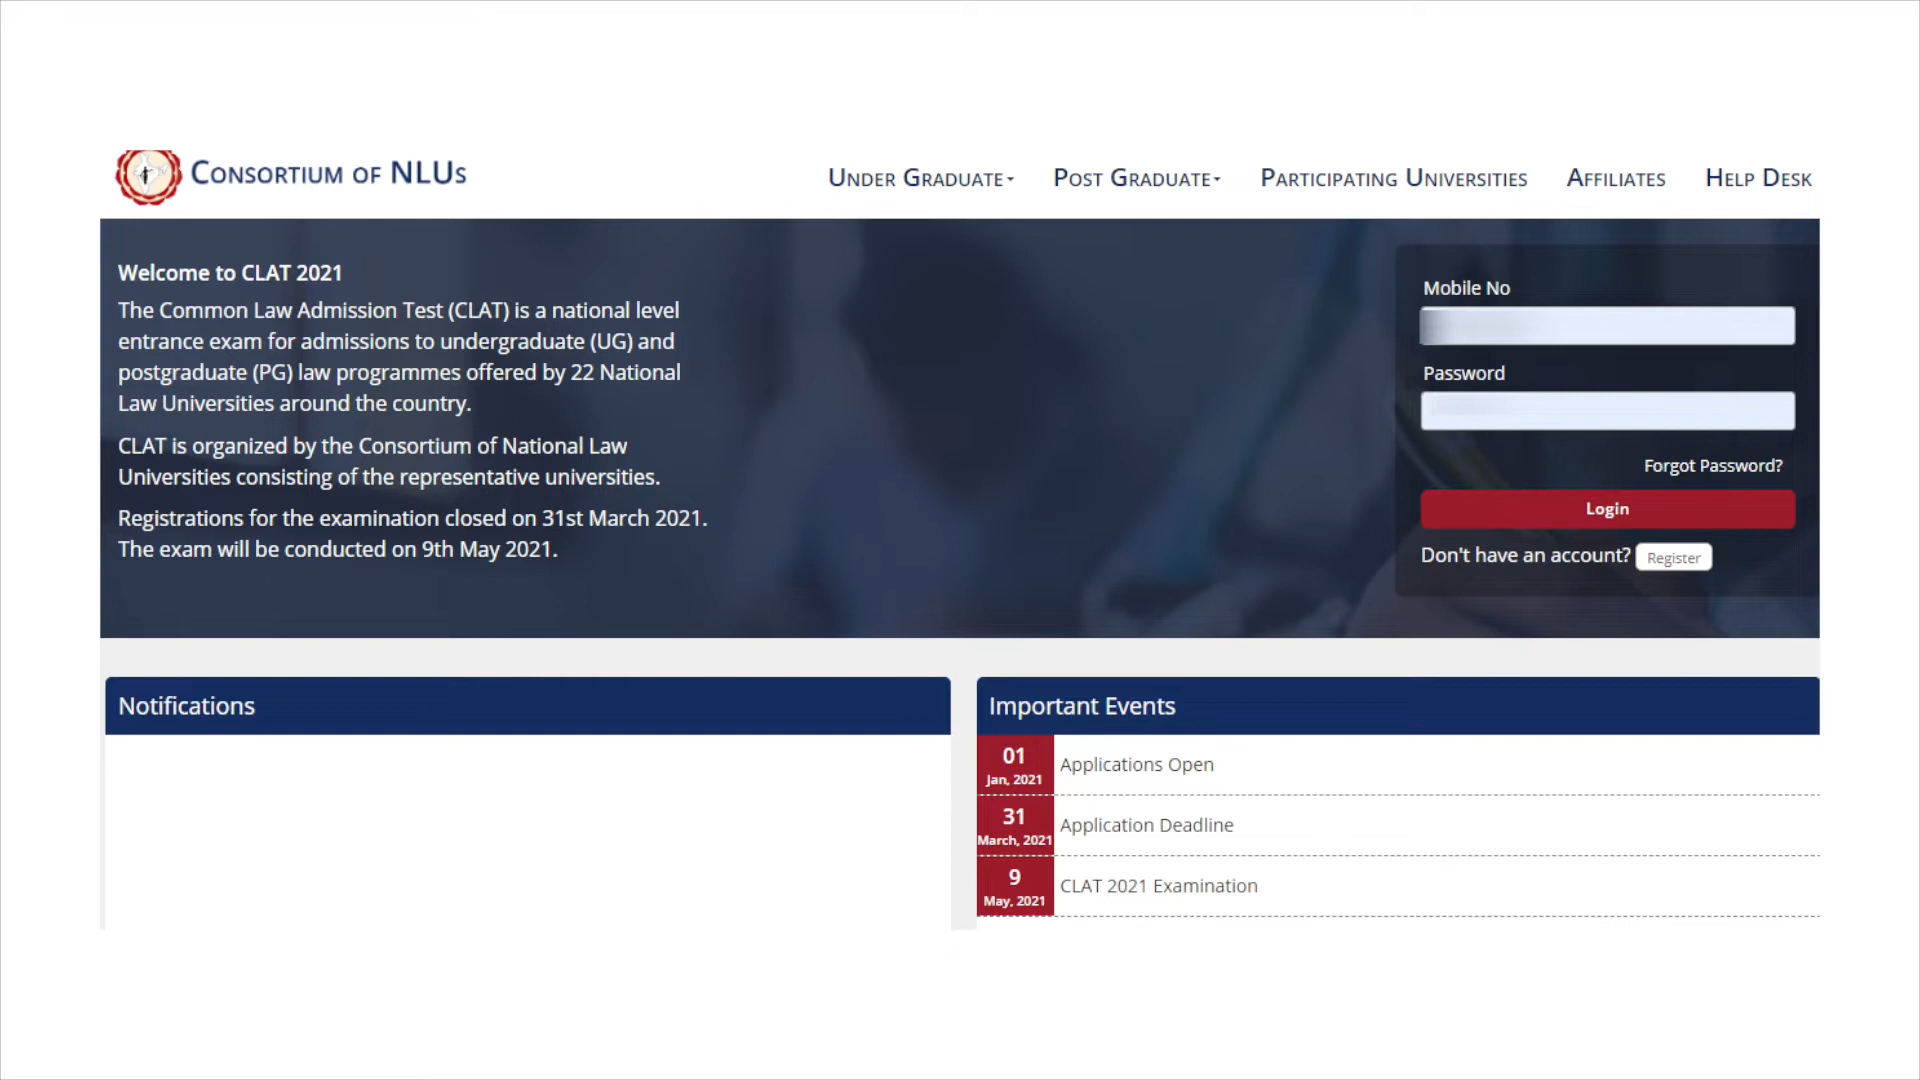 CONSORTIUM OF NLUS
UNDER GRADUATE
POST GRADUATE
PARTICIPATING UNIVERSITIES
AFFILIATES
HELP DESK
Welcome to CLAT 2021
The Common Law Admission Test (CLAT) is a national level
entrance exam for admissions to undergraduate (UG) and
postgraduate (PG) law programmes offered by 22 National
Law Universities around the country.
CLAT is organized by the Consortium of National Law
Universities consisting of the representative universities.
Registrations for the examination closed on 31st March 2021.
The exam will be conducted on 9th May 2021.
Mobile No
Password
Forgot Password?
Login
Don't have an account? Register
Notifications
Important Events
01
Jan, 2021
Applications Open
31
March, 2021
Application Deadline
9
May, 2021
CLAT 2021 Examination